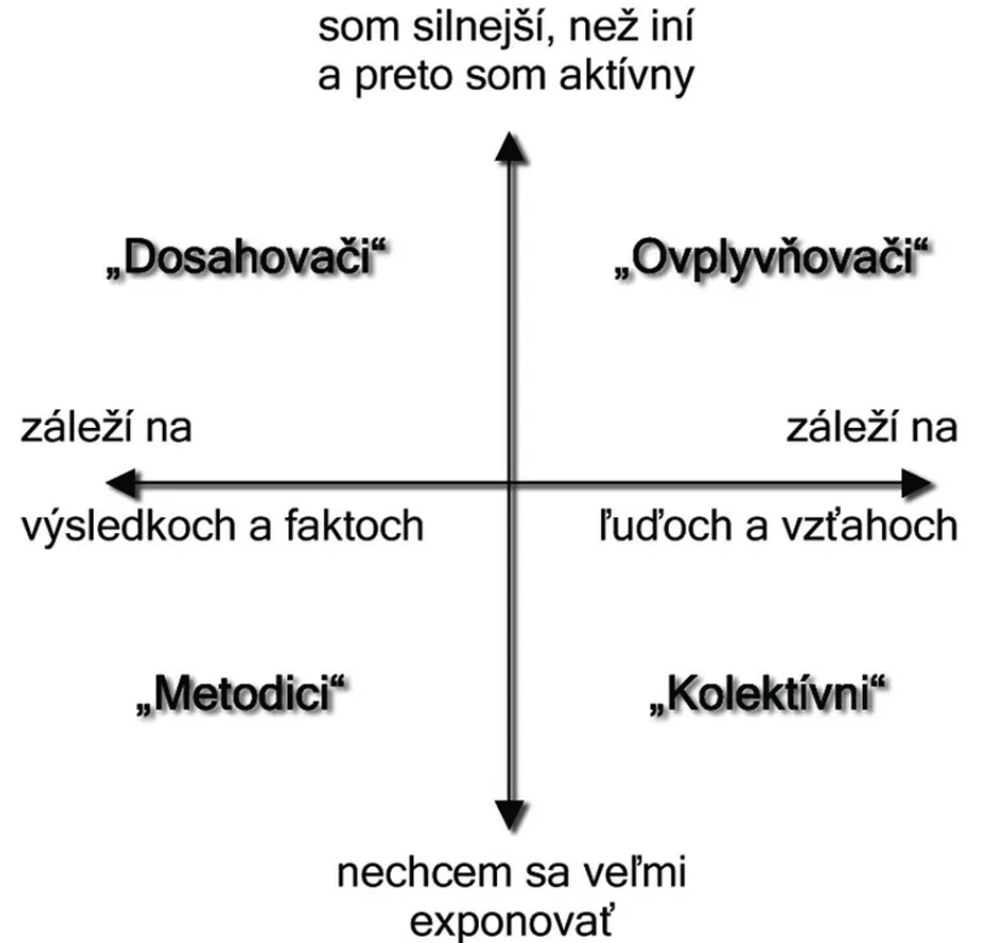 som silnejší, než iní
a preto som aktívny
„Dosahovači“
„Ovplyvňovači“
záleží na
záleží na
výsledkoch a faktoch
ľuďoch a vzťahoch
„Metodici“
„Kolektívni“
nechcem sa veľmi
exponovať